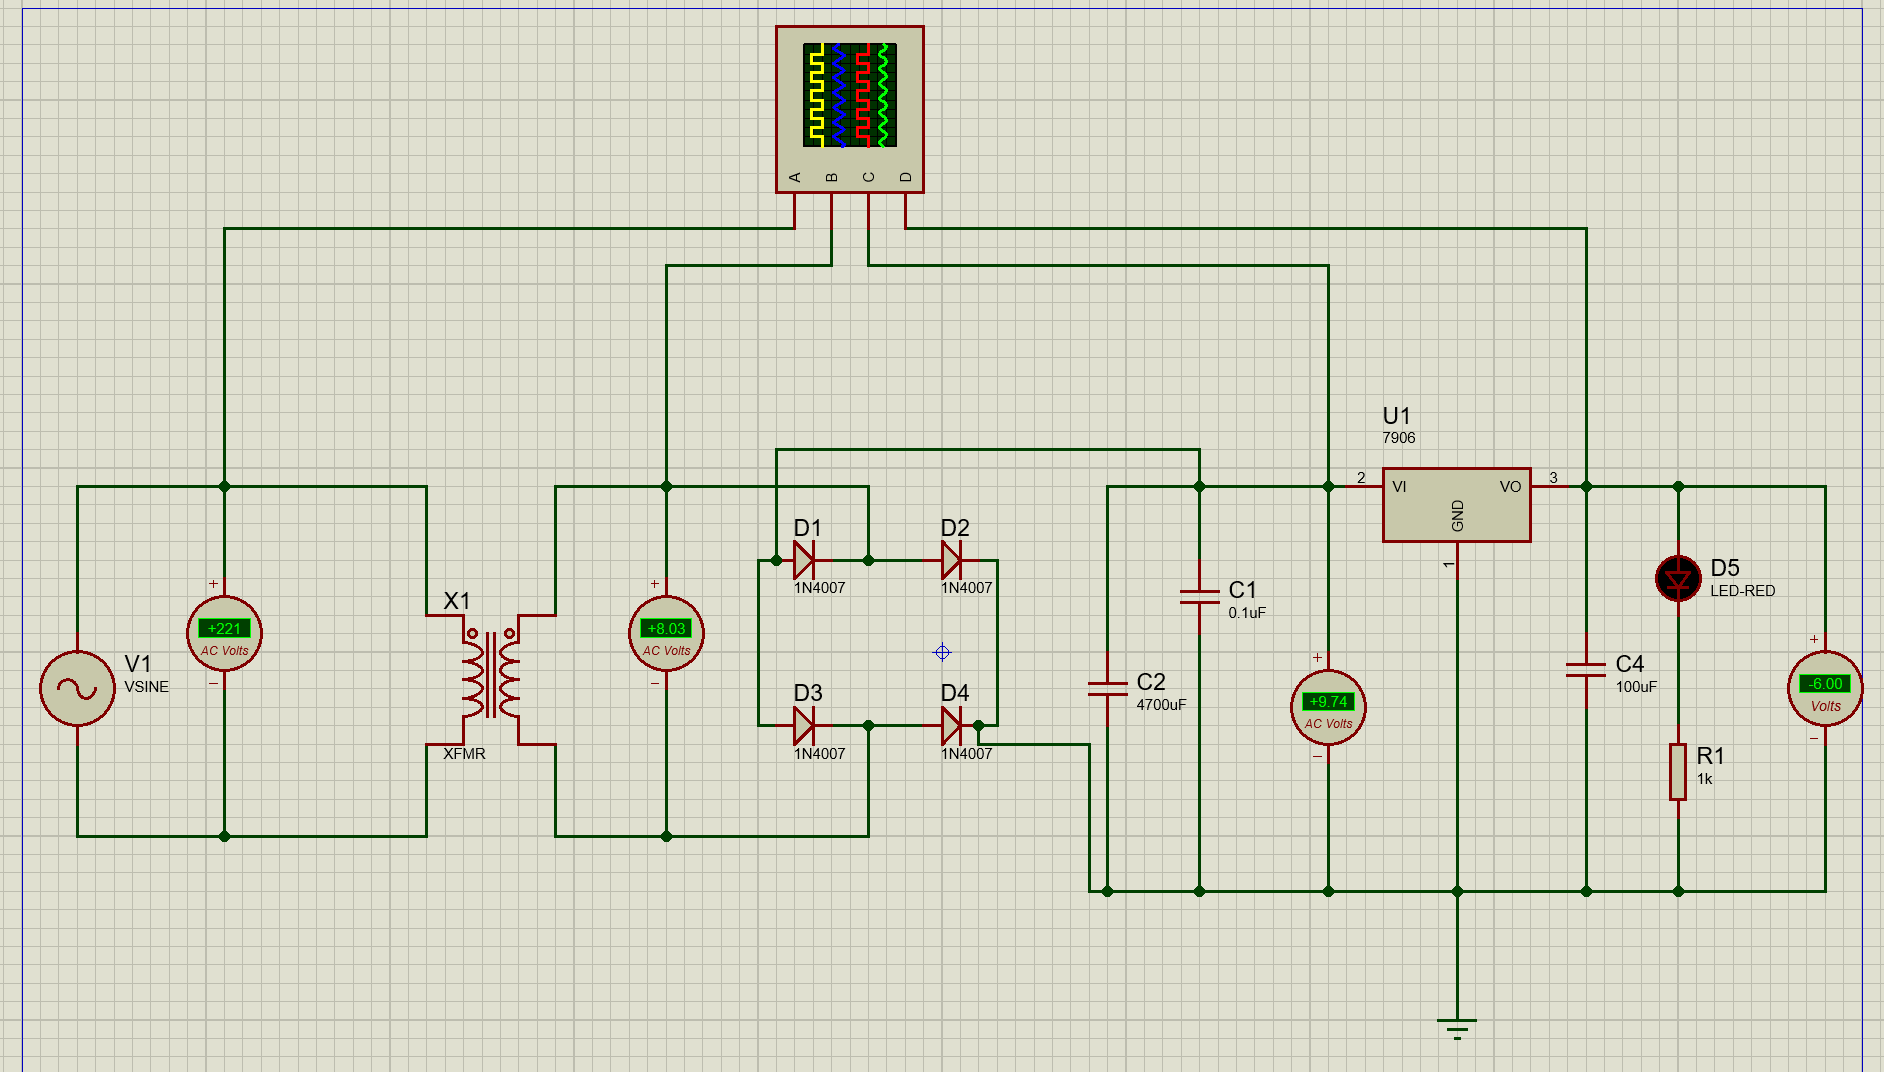 A B C D
U1
7906
2
VI
VO
3
GND
1
D1
1N4007
D2
1N4007
D3
1N4007
D4
1N4007
X1
XFMR
V1
VSINE
+
+221
AC Volts
−
+
+8.03
AC Volts
−
C1
0.1uF
C2
4700uF
+
+9.74
AC Volts
−
D5
LED-RED
C4
100uF
R1
1k
+
-6.00
Volts
−